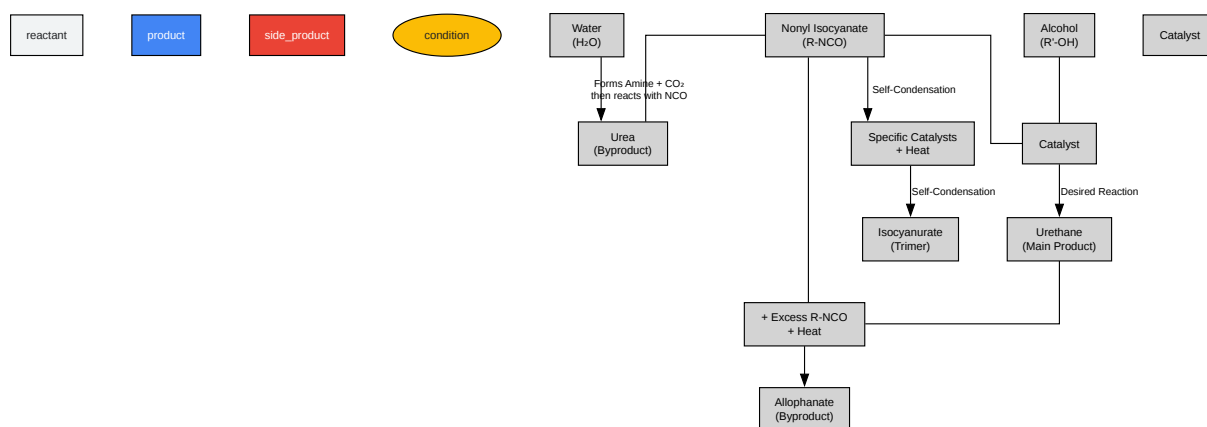 reactant
product
side_product
condition
Water
(H₂O)
Nonyl Isocyanate
(R-NCO)
Alcohol
(R'-OH)
Catalyst
Forms Amine + CO₂
then reacts with NCO
Self-Condensation
Urea
(Byproduct)
Specific Catalysts
+ Heat
Catalyst
Self-Condensation
Desired Reaction
Isocyanurate
(Trimer)
Urethane
(Main Product)
+ Excess R-NCO
+ Heat
Allophanate
(Byproduct)